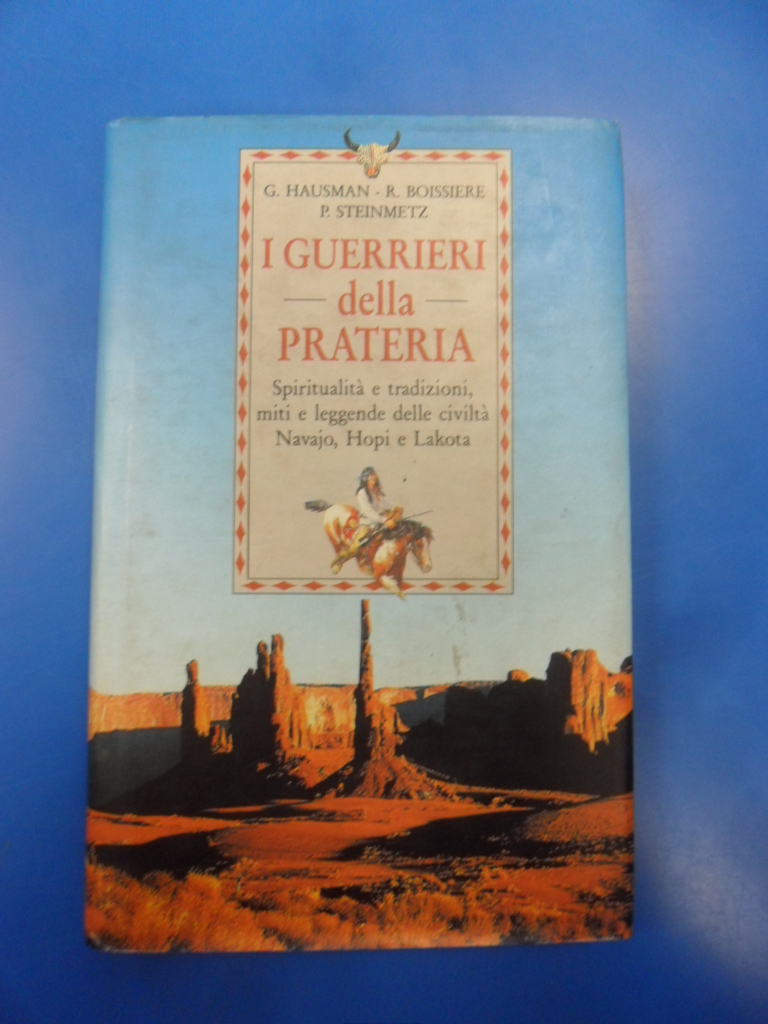 G. HAUSMAN - R. BOISSIERE
P. STEINMETZ
I GUERRIERI
della
PRATERIA
Spiritualità e tradizioni,
miti e leggende delle civiltà
Navajo, Hopi e Lakota